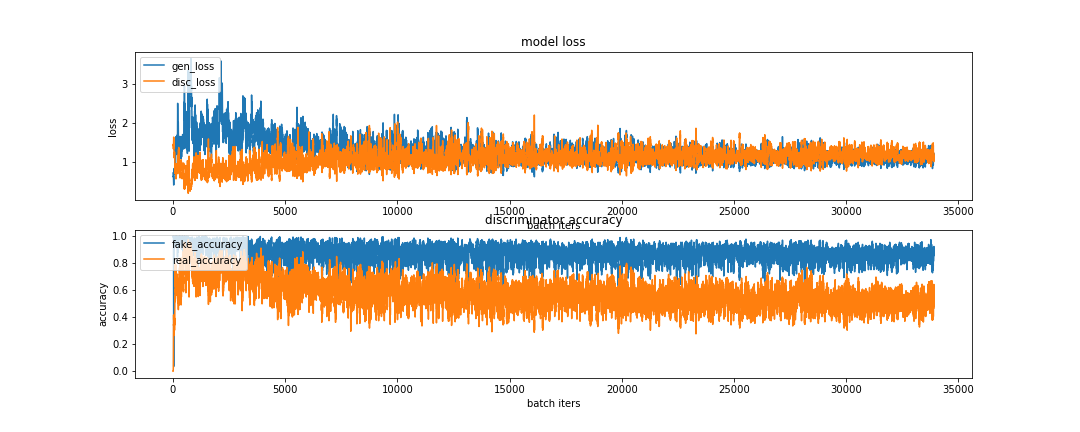 model loss
gen_loss
disc_loss
loss
3
2
1
0
5000
10000
15000
20000
25000
30000
35000
batch iters
discriminator accuracy
fake_accuracy
real_accuracy
accuracy
1.0
0.8
0.6
0.4
0.2
0.0
0
5000
10000
15000
20000
25000
30000
35000
batch iters